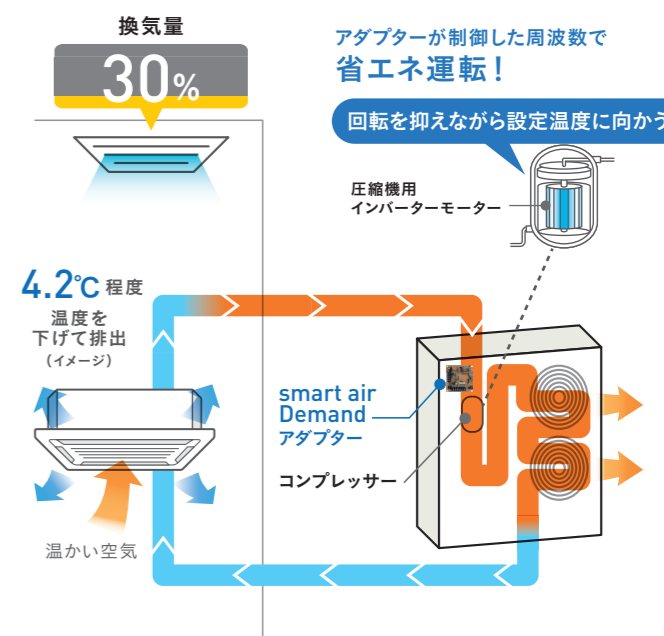 換気量
30%
アダプターが制御した周波数で
省エネ運転！
回転を抑えながら設定温度に向かう
圧縮機用
インバーターモーター
4.2℃ 程度
温度を
下げて排出
（イメージ）
smart air
Demand
アダプター
コンプレッサー
温かい空気